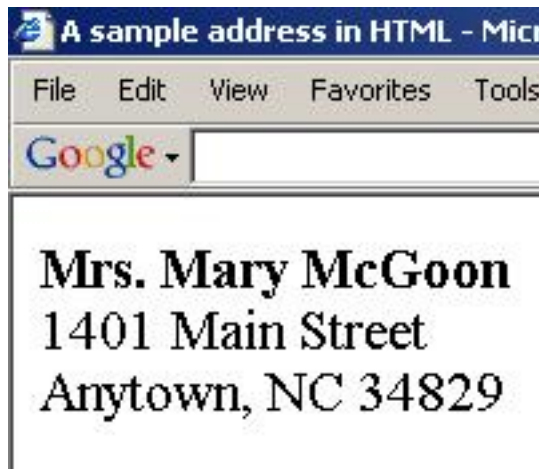 A sample address in HTML - Micr
File Edit View Favorites Tools
Google
Mrs. Mary McGoon
1401 Main Street
Anytown, NC 34829